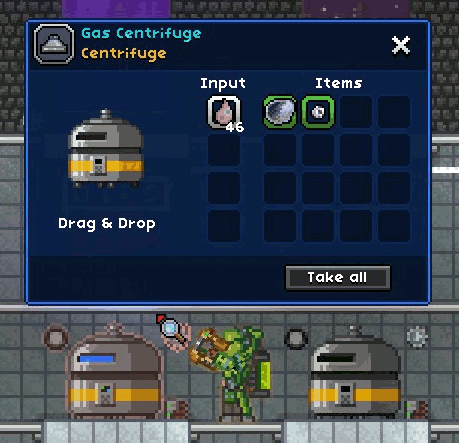 Gas Centrifuge
Centrifuge
Input
Items
46
Drag & Drop
Take all